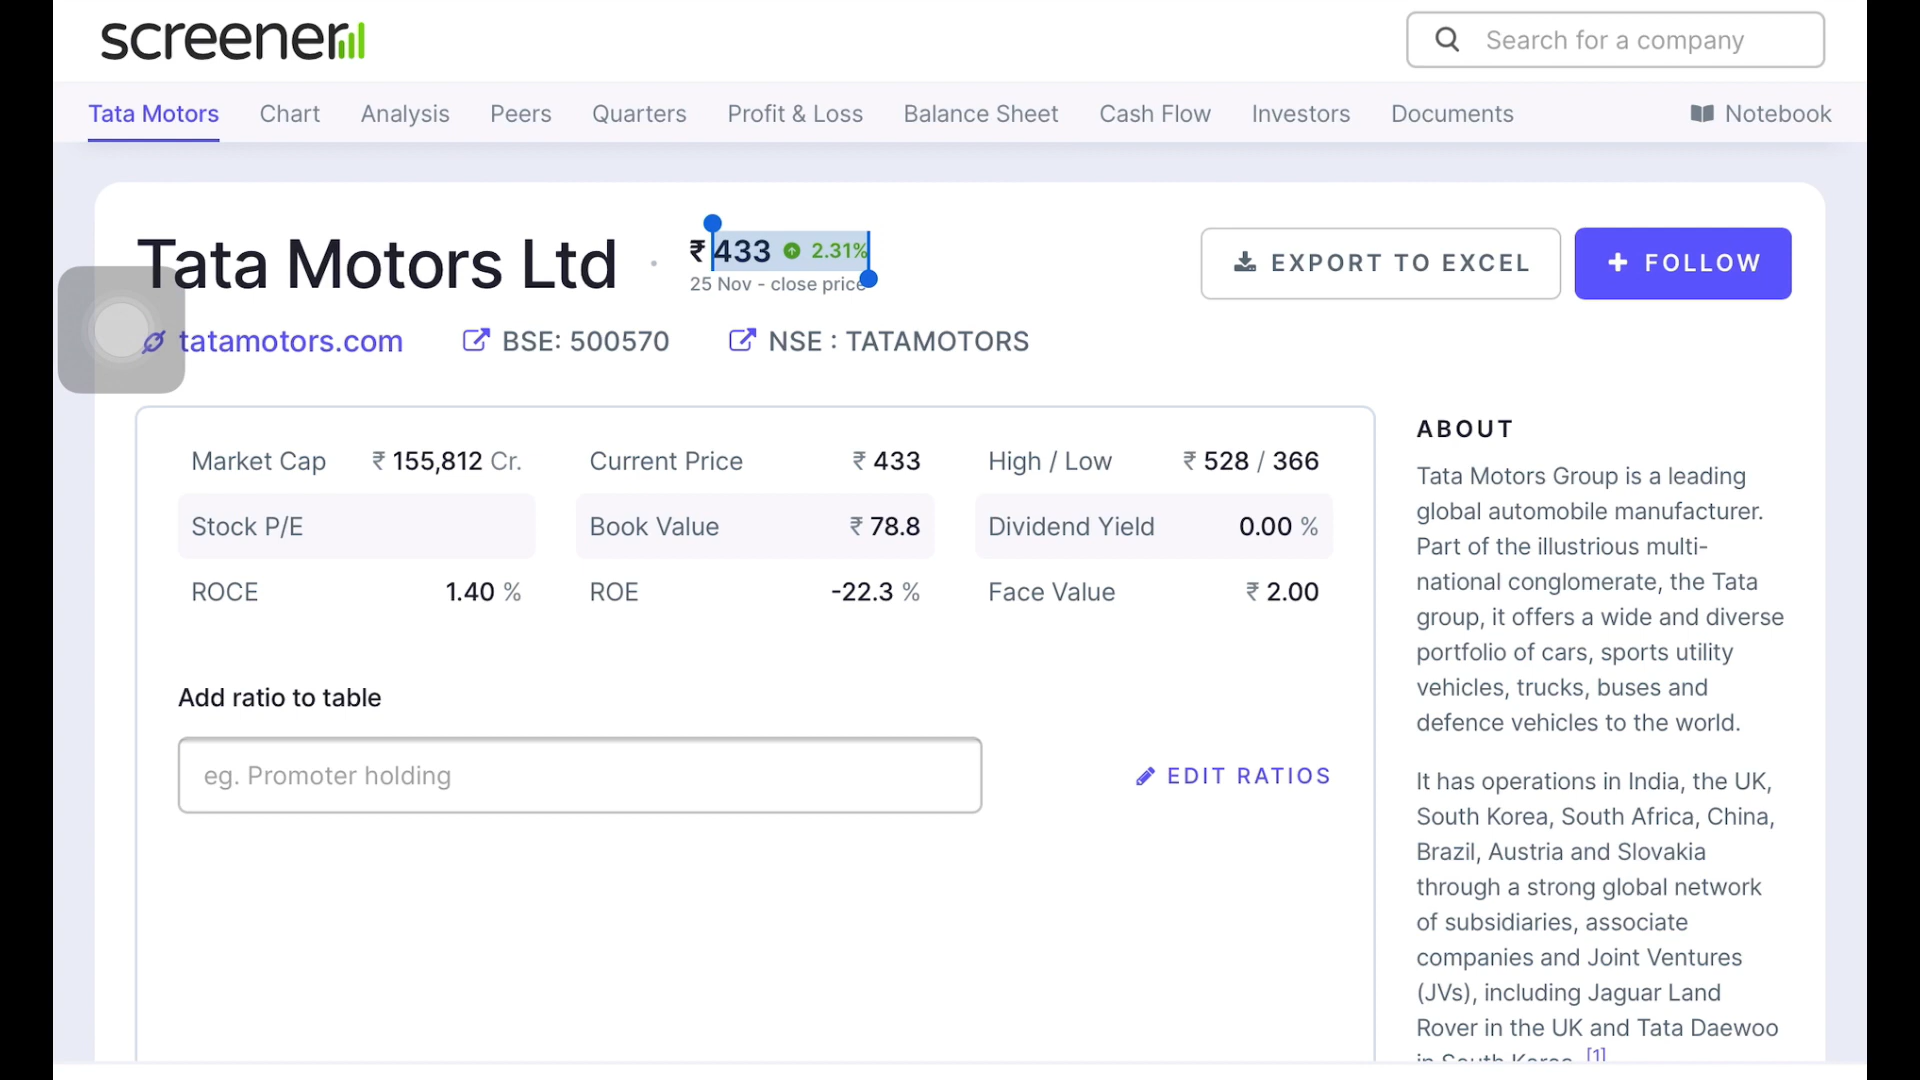 screener
Search for a company
Tata Motors Chart Analysis Peers Quarters Profit & Loss Balance Sheet Cash Flow Investors Documents Notebook
Tata Motors Ltd
₹ 433 2.31%
25 Nov - close price
EXPORT TO EXCEL
+ FOLLOW
tatamotors.com BSE: 500570 NSE : TATAMOTORS
Market Cap ₹ 155,812 Cr. Current Price ₹ 433 High / Low ₹ 528 / 366
Stock P/E Book Value ₹ 78.8 Dividend Yield 0.00 %
ROCE 1.40 % ROE -22.3 % Face Value ₹ 2.00
Add ratio to table
eg. Promoter holding
EDIT RATIOS
ABOUT
Tata Motors Group is a leading
global automobile manufacturer.
Part of the illustrious multi-
national conglomerate, the Tata
group, it offers a wide and diverse
portfolio of cars, sports utility
vehicles, trucks, buses and
defence vehicles to the world.
It has operations in India, the UK,
South Korea, South Africa, China,
Brazil, Austria and Slovakia
through a strong global network
of subsidiaries, associate
companies and Joint Ventures
(JVs), including Jaguar Land
Rover in the UK and Tata Daewoo
in South Korea. [1]